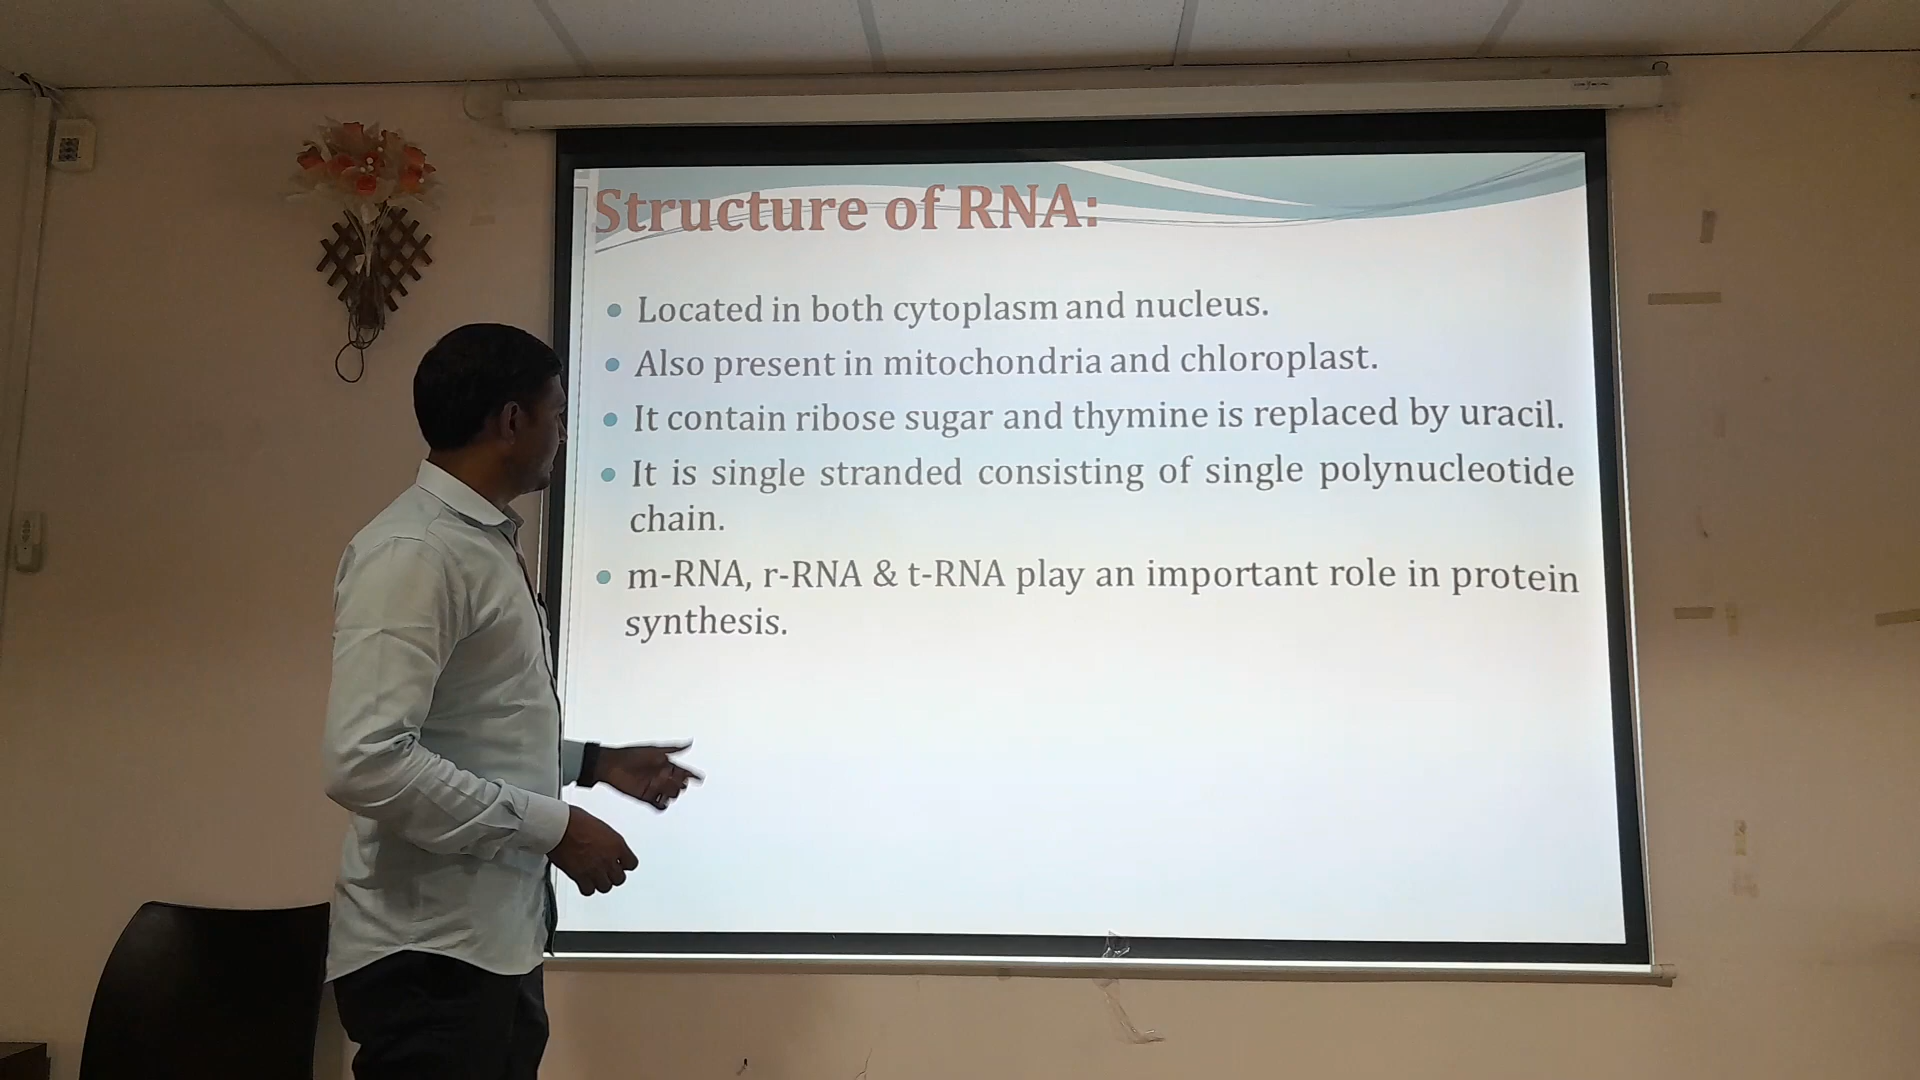 Structure of RNA:
• Located in both cytoplasm and nucleus.
• Also present in mitochondria and chloroplast.
• It contain ribose sugar and thymine is replaced by uracil.
• It is single stranded consisting of single polynucleotide
chain.
• m-RNA, r-RNA & t-RNA play an important role in protein
synthesis.